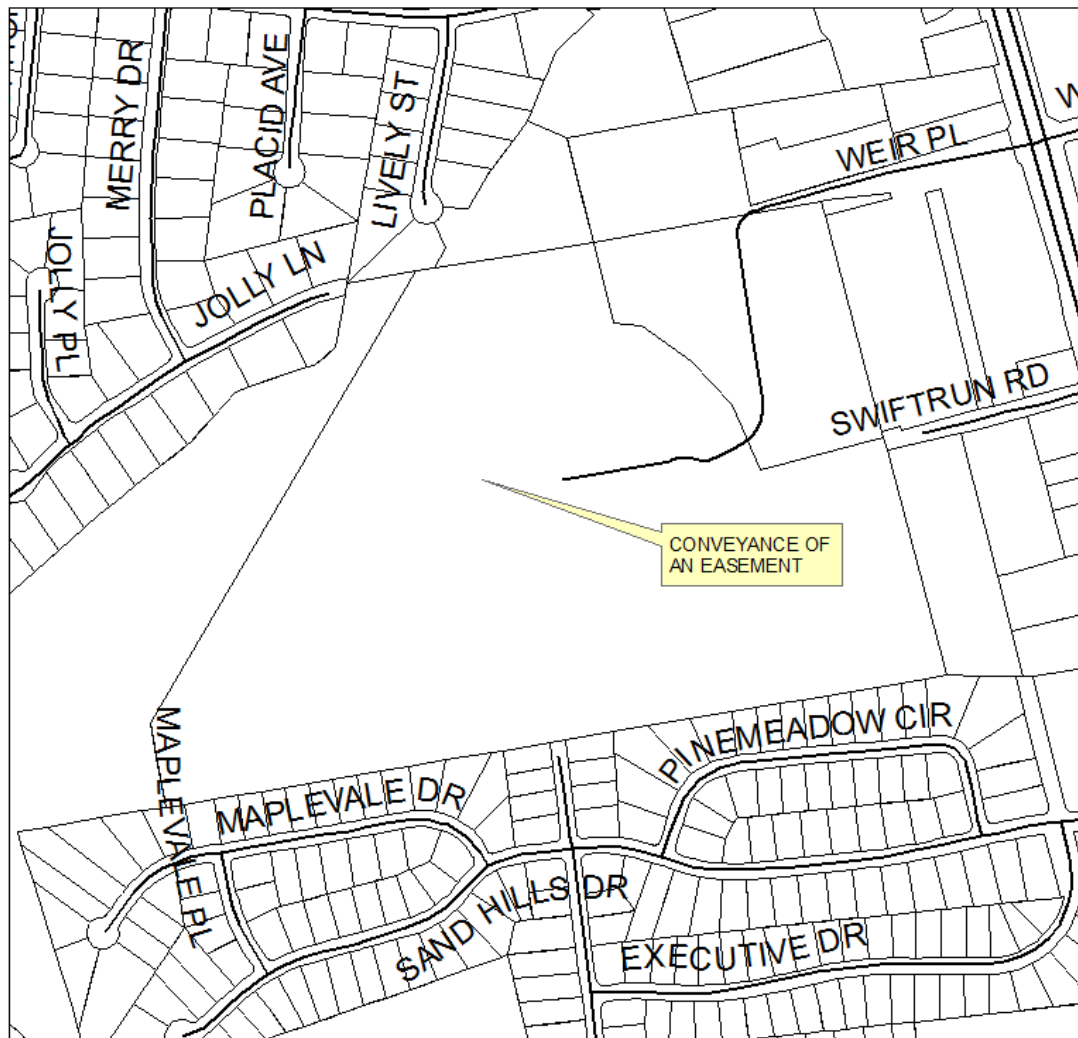 MERRY DR
PLACID AVE
LIVELY ST
W
WEIR PL
JOLLY PL
JOLLY LN
SWIFTRUN RD
CONVEYANCE OF
AN EASEMENT
MAPLEVALE PL
MAPLEVALE DR
PINEMEADOW CIR
SAND HILLS DR
EXECUTIVE DR